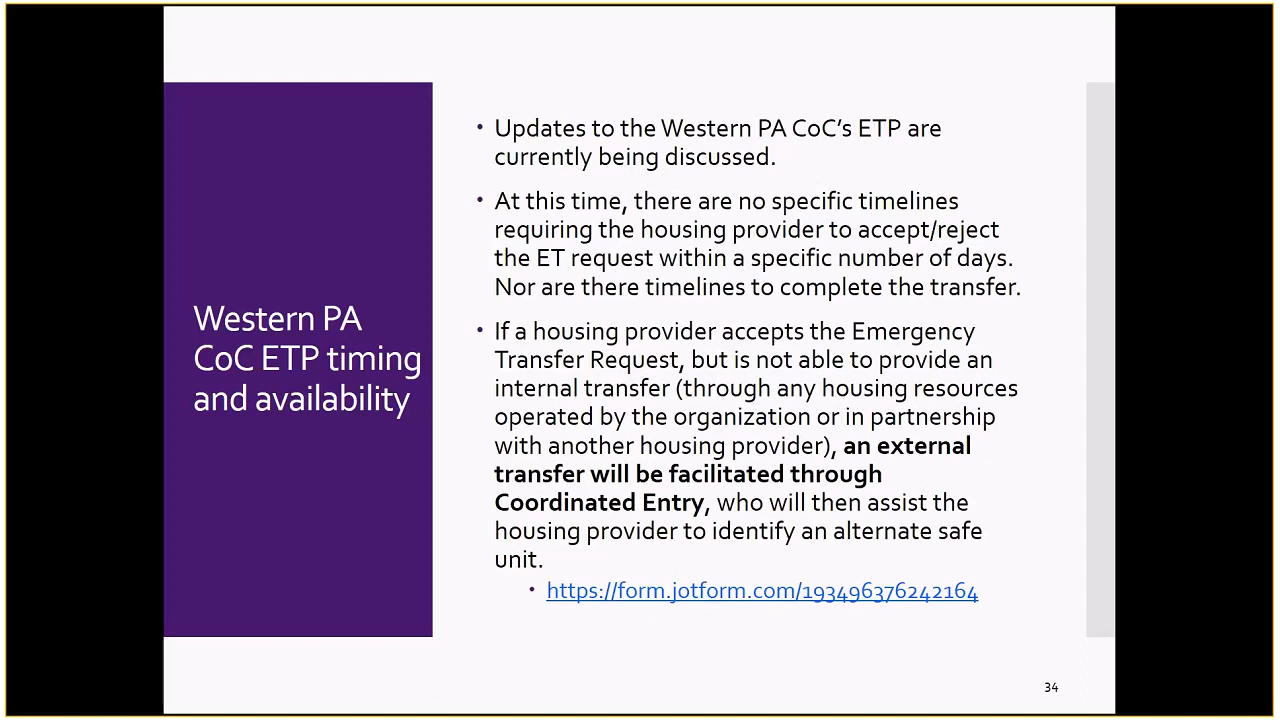 Western PA
CoC ETP timing
and availability
• Updates to the Western PA CoC's ETP are
currently being discussed.
• At this time, there are no specific timelines
requiring the housing provider to accept/reject
the ET request within a specific number of days.
Nor are there timelines to complete the transfer.
• If a housing provider accepts the Emergency
Transfer Request, but is not able to provide an
internal transfer (through any housing resources
operated by the organization or in partnership
with another housing provider), an external
transfer will be facilitated through
Coordinated Entry, who will then assist the
housing provider to identify an alternate safe
unit.
• https://form.jotform.com/193496376242164
34